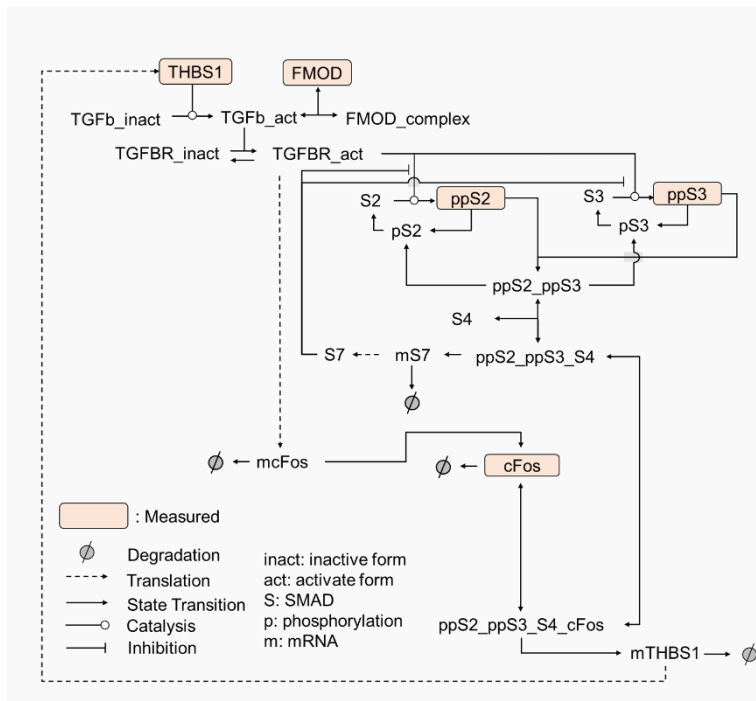 THBS1
FMOD
TGFb_inact
TGFb_act
FMOD_complex
TGFBR_inact
TGFBR_act
S2
ppS2
S3
ppS3
pS2
pS3
ppS2_ppS3
S4
S7
mS7
ppS2_ppS3_S4
mcFos
cFos
: Measured
Degradation
Translation
State Transition
Catalysis
Inhibition
inact: inactive form
act: activate form
S: SMAD
p: phosphorylation
m: mRNA
ppS2_ppS3_S4_cFos
mTHBS1